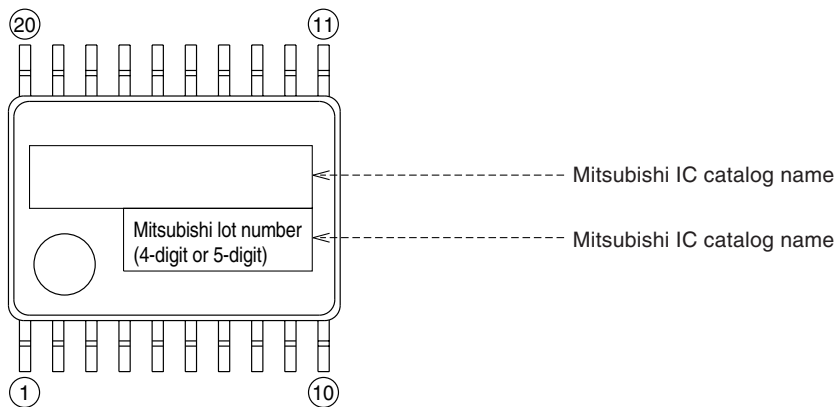 20 11
Mitsubishi IC catalog name
Mitsubishi lot number
(4-digit or 5-digit)
Mitsubishi IC catalog name
1 10